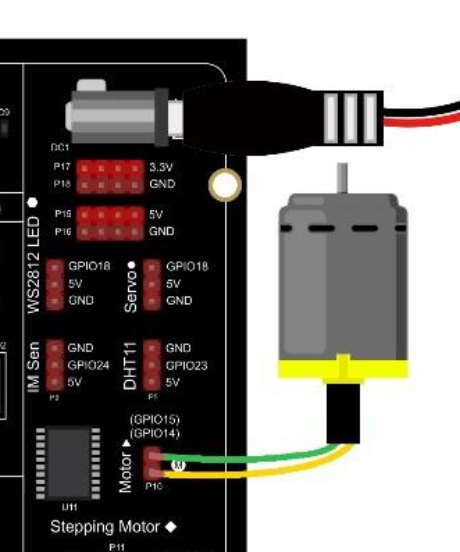 DC1
P17 3.3V
P18 GND
P15 5V
P16 GND
WS2812 LED
GPIO18
5V
GND
Servo
GPIO18
5V
GND
IM Sen
GND
GPIO24
5V
DHT11
GND
GPIO23
5V
(GPIO15)
(GPIO14)
Motor
M
P10
U11
Stepping Motor
P11